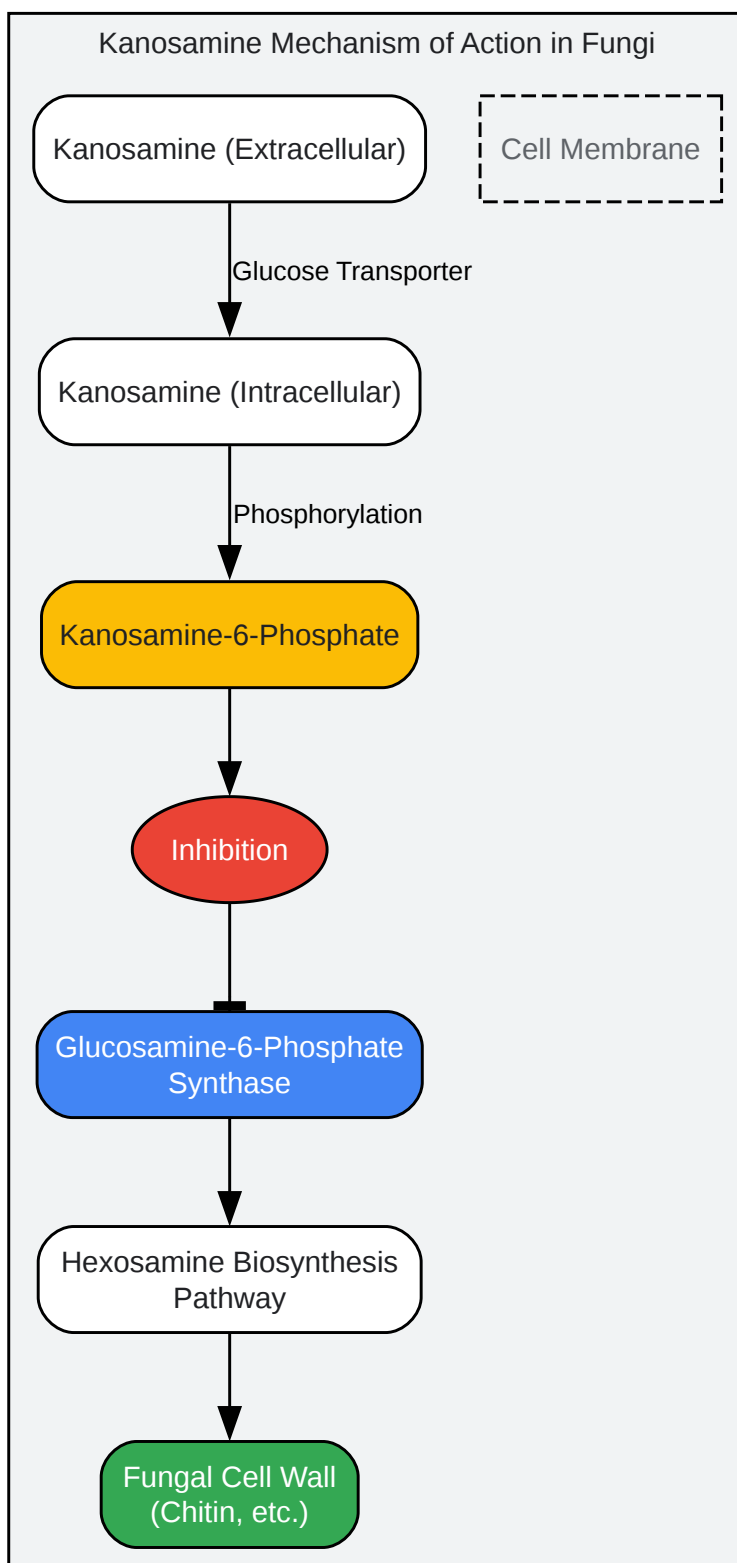 Kanosamine Mechanism of Action in Fungi
Kanosamine (Extracellular)
Cell Membrane
Glucose Transporter
Kanosamine (Intracellular)
Phosphorylation
Kanosamine-6-Phosphate
Inhibition
Glucosamine-6-Phosphate
Synthase
Hexosamine Biosynthesis
Pathway
Fungal Cell Wall
(Chitin, etc.)